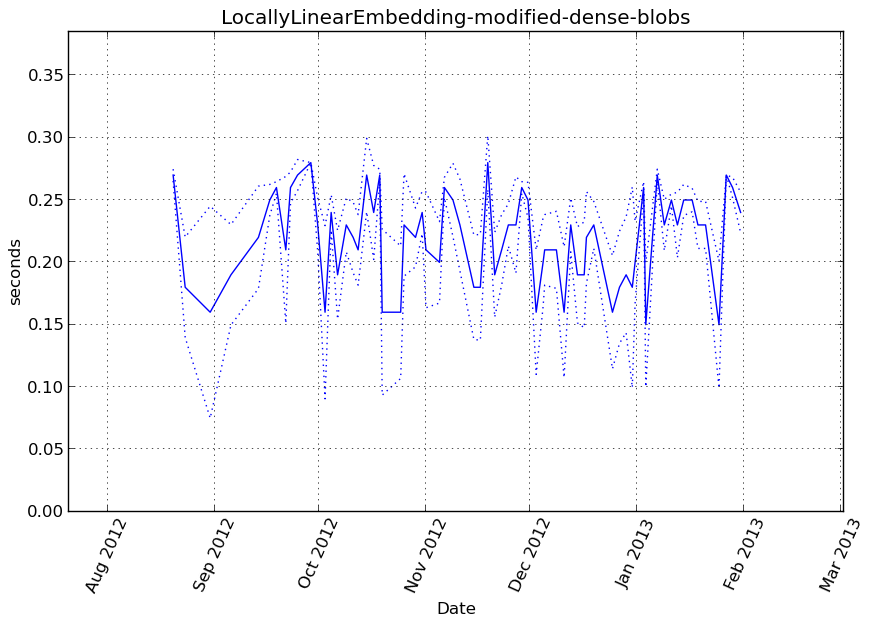 LocallyLinearEmbedding-modified-dense-blobs
0.35
0.30
0.25
0.20
0.15
0.10
0.05
0.00
seconds
Aug 2012
Sep 2012
Oct 2012
Nov 2012
Dec 2012
Jan 2013
Feb 2013
Mar 2013
Date